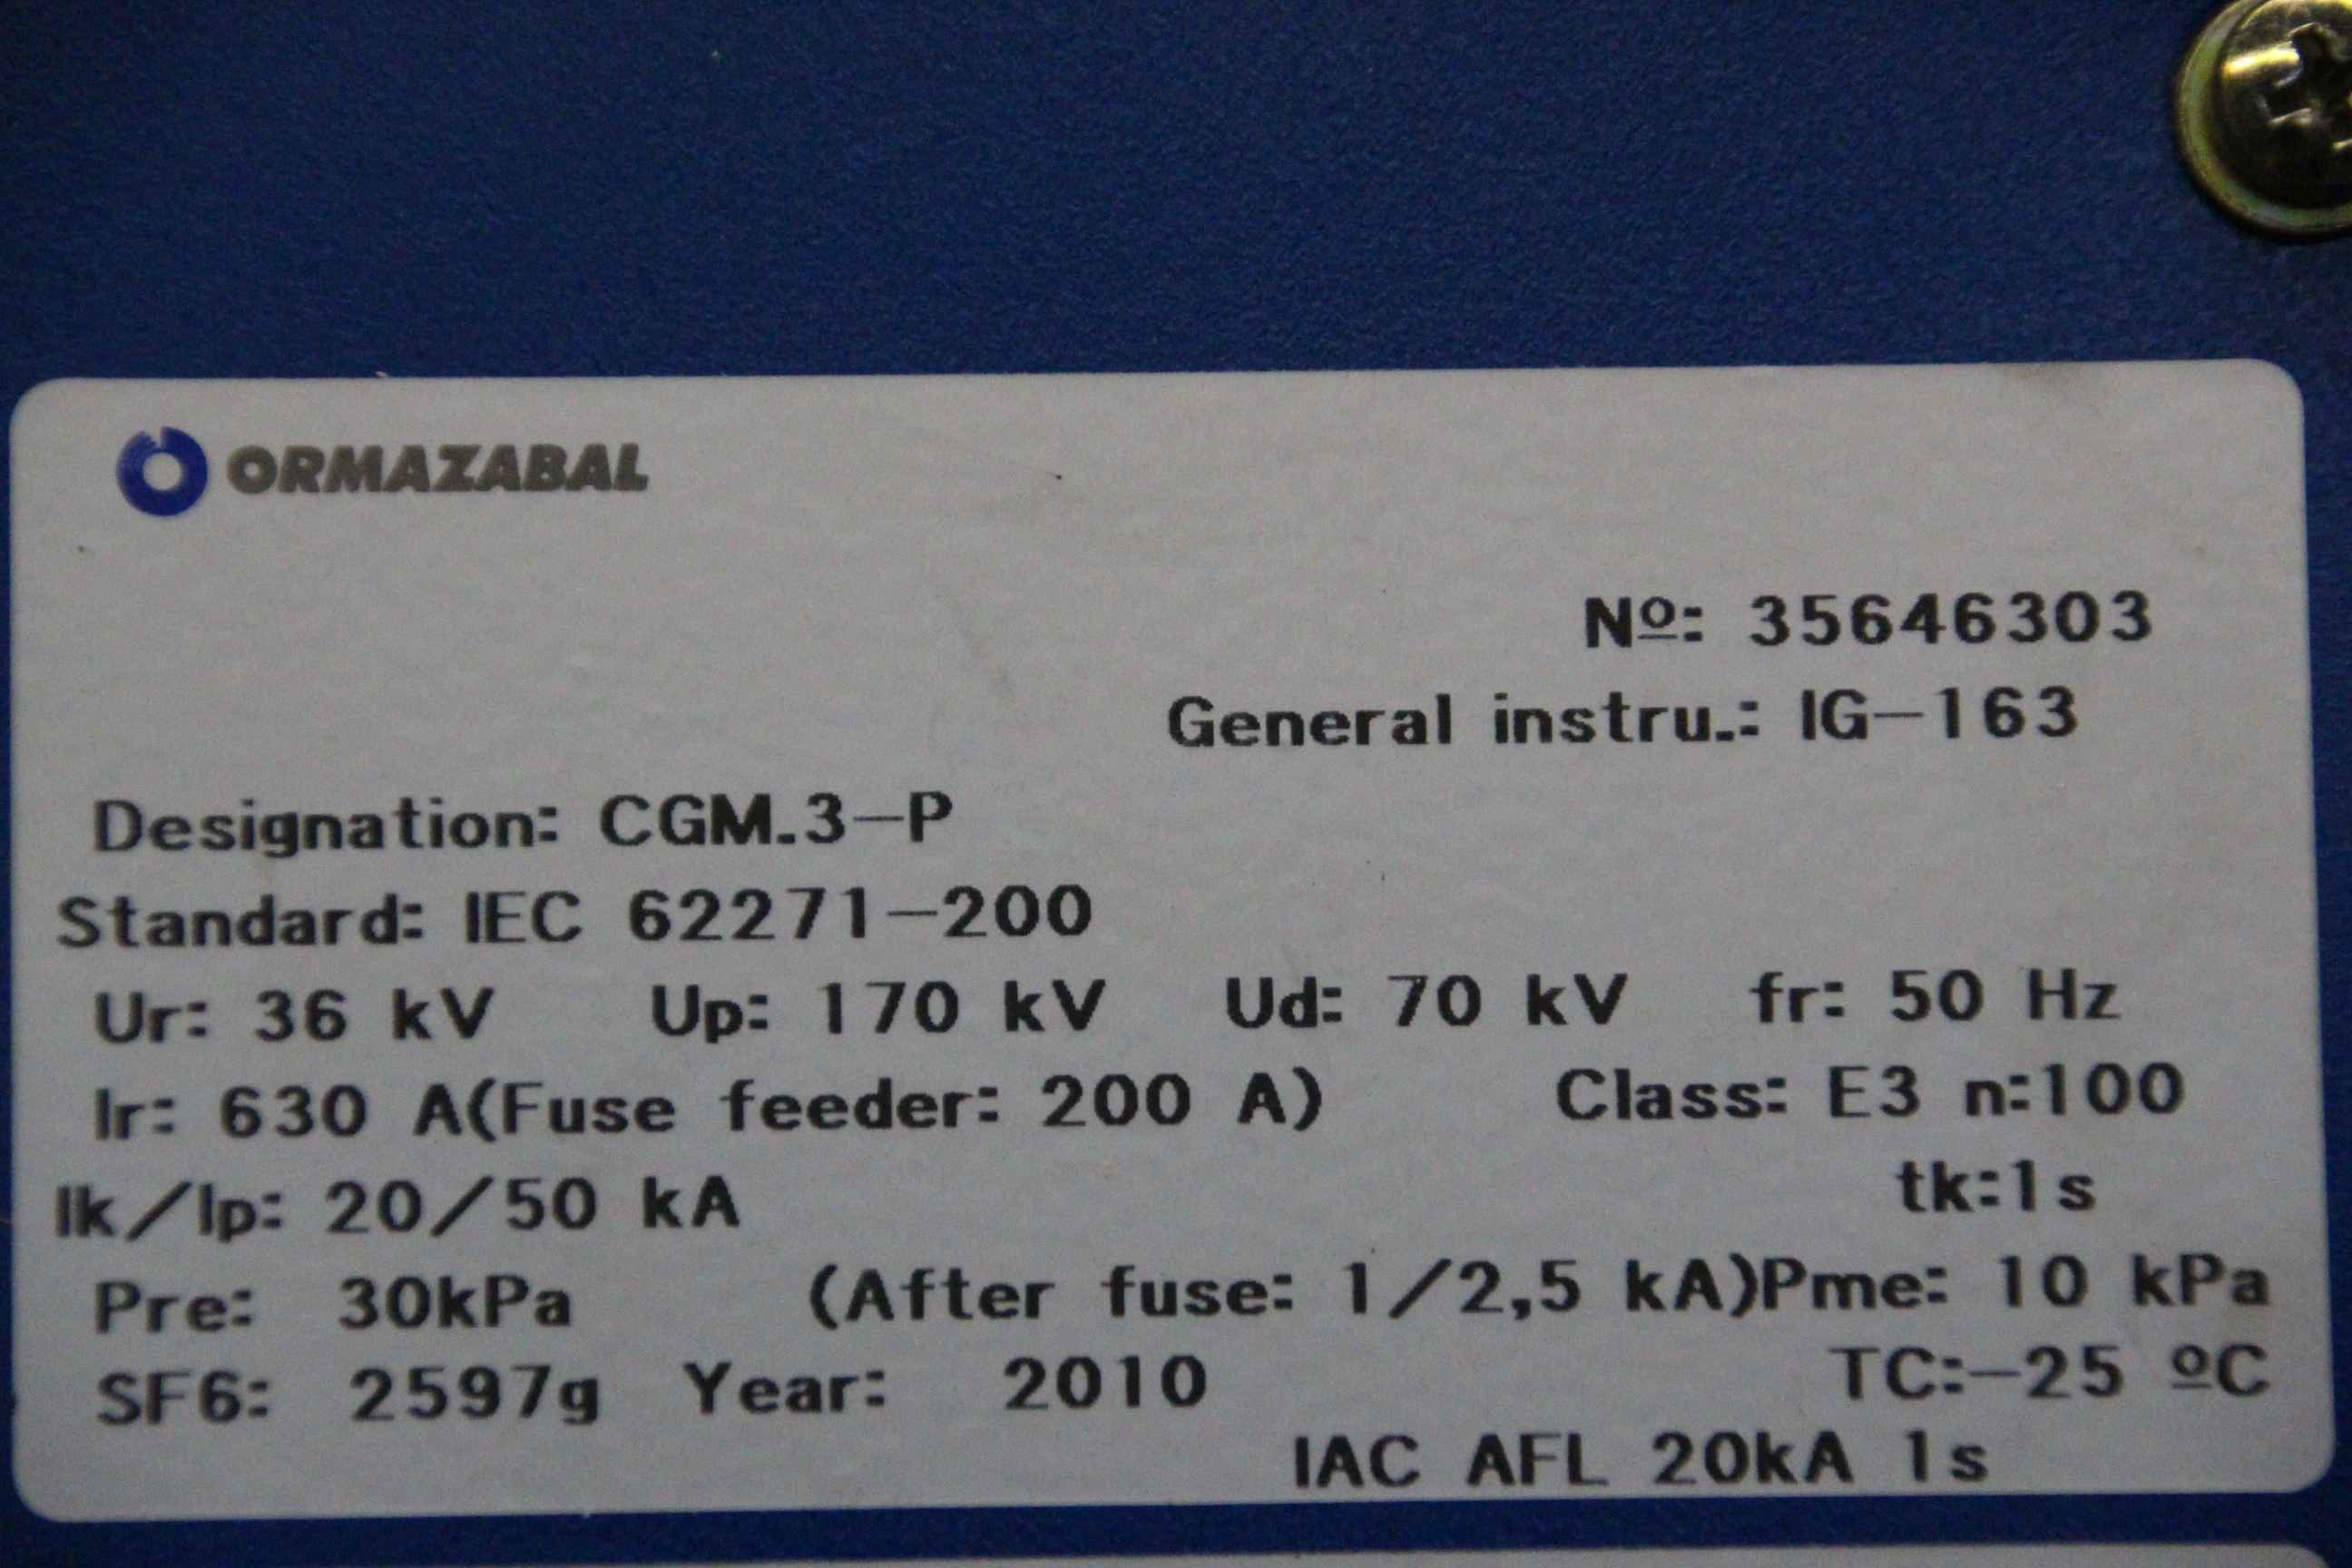 ORMAZABAL
Nº: 35646303
General instru.: IG-163
Designation: CGM.3-P
Standard: IEC 62271-200
Ur: 36 kV Up: 170 kV Ud: 70 kV fr: 50 Hz
Ir: 630 A(Fuse feeder: 200 A) Class: E3 n:100
Ik/Ip: 20/50 kA tk:1s
Pre: 30kPa (After fuse: 1/2,5 kA)Pme: 10 kPa
SF6: 2597g Year: 2010 TC:-25 ºC
IAC AFL 20kA 1s